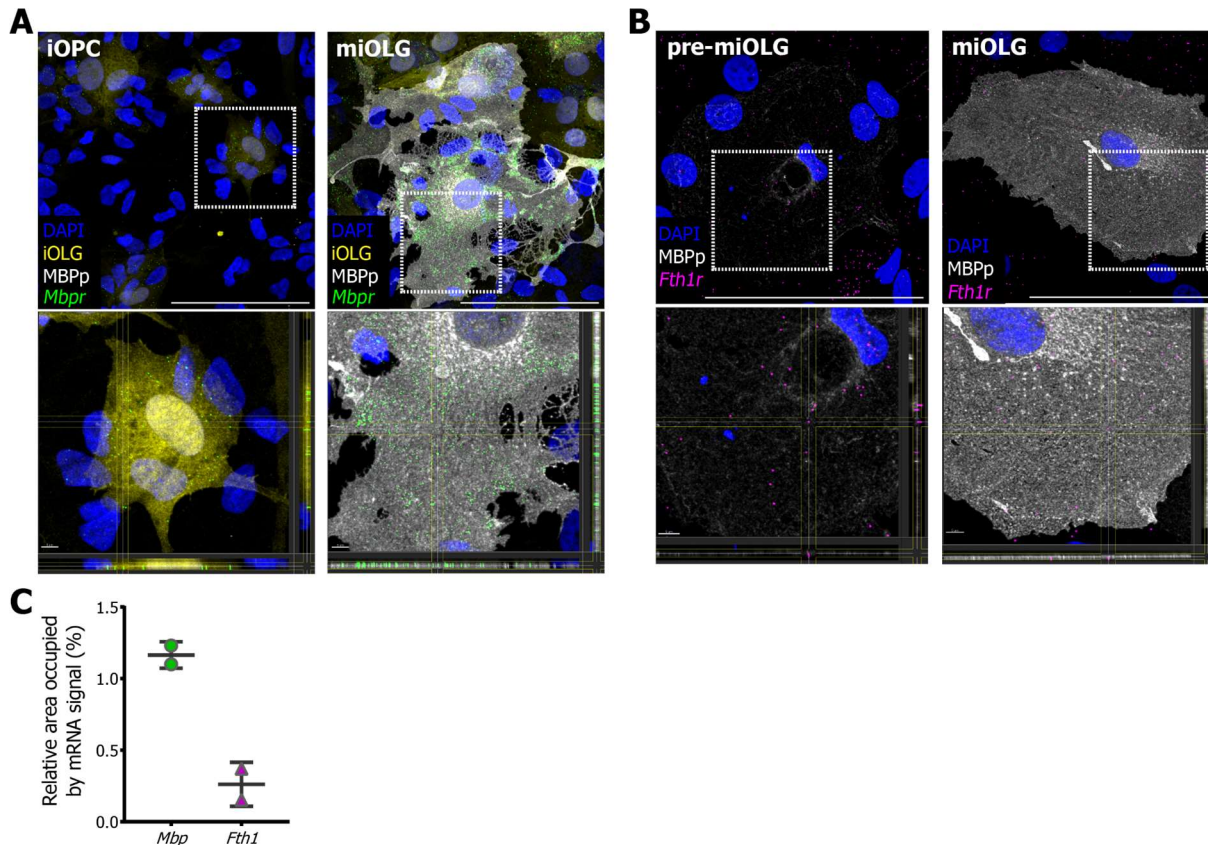 A
iOPC
DAPI
iOLG
MBPp
Mbpr
miOLG
DAPI
iOLG
MBPp
Mbpr
B
pre-miOLG
DAPI
MBPp
Fth1r
miOLG
DAPI
MBPp
Fth1r
C
Relative area occupied
by mRNA signal (%)
1.5
1.0
0.5
0.0
Mbp
Fth1